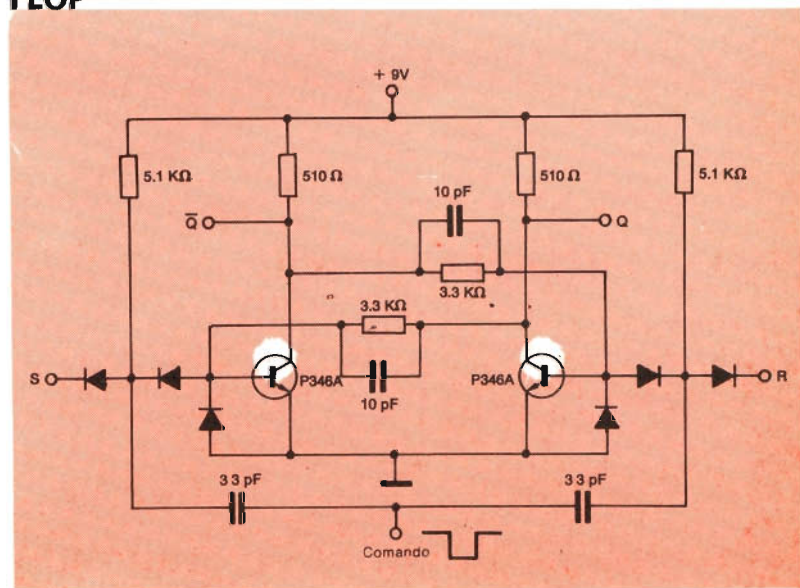 FLOP
+ 9V
5.1 KΩ
510 Ω
510 Ω
5.1 KΩ
10 pF
Q̅
Q
3.3 KΩ
3.3 KΩ
S
P346A
P346A
R
10 pF
33 pF
33 pF
Comando